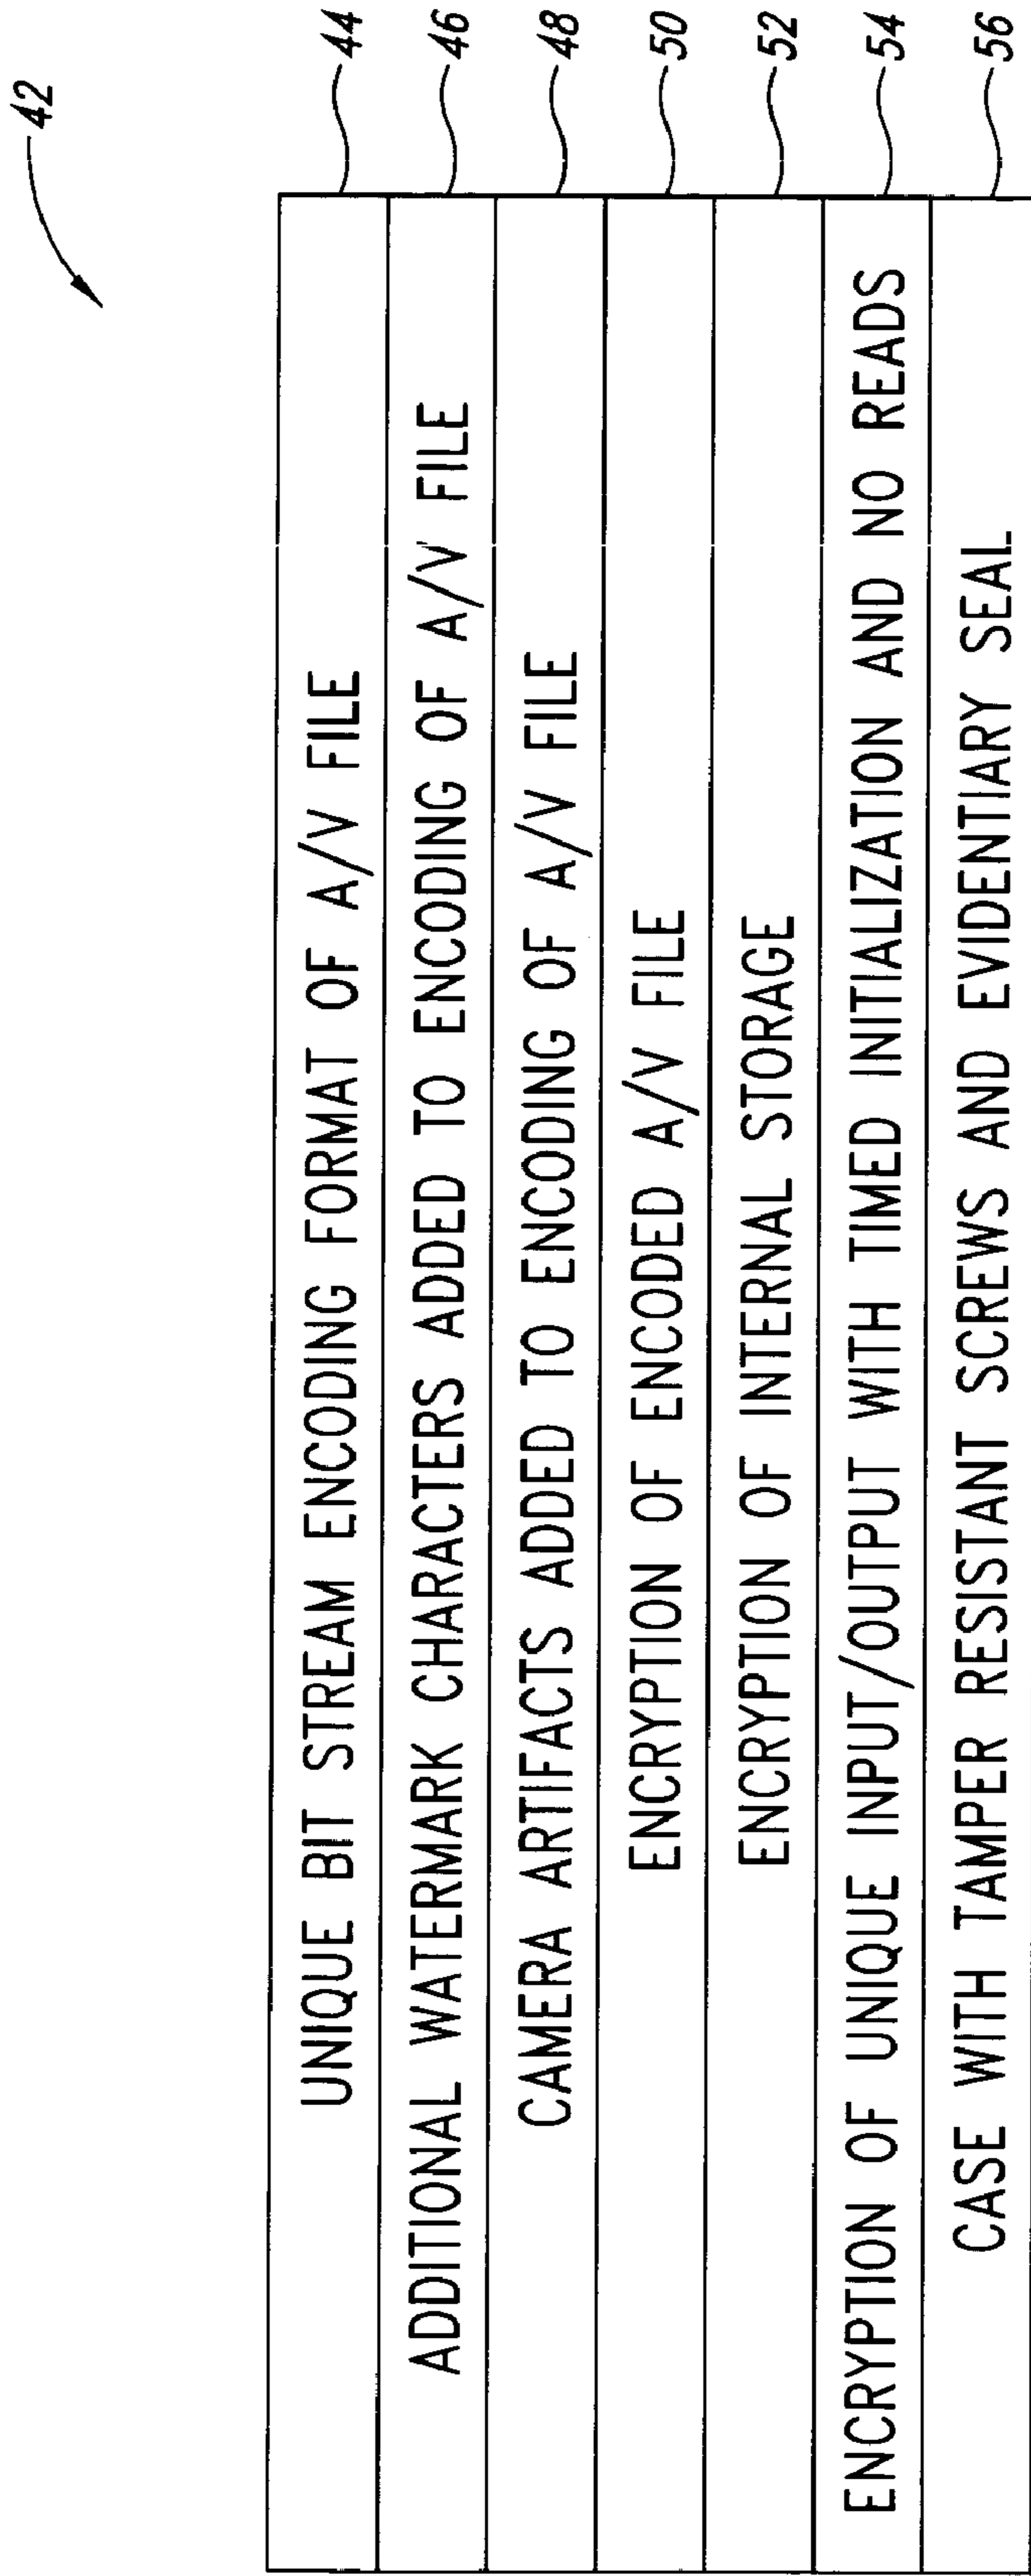 42
UNIQUE BIT STREAM ENCODING FORMAT OF A/V FILE 44
ADDITIONAL WATERMARK CHARACTERS ADDED TO ENCODING OF A/V FILE 46
CAMERA ARTIFACTS ADDED TO ENCODING OF A/V FILE 48
ENCRYPTION OF ENCODED A/V FILE 50
ENCRYPTION OF INTERNAL STORAGE 52
ENCRYPTION OF UNIQUE INPUT/OUTPUT WITH TIMED INITIALIZATION AND NO READS 54
CASE WITH TAMPER RESISTANT SCREWS AND EVIDENTIARY SEAL 56